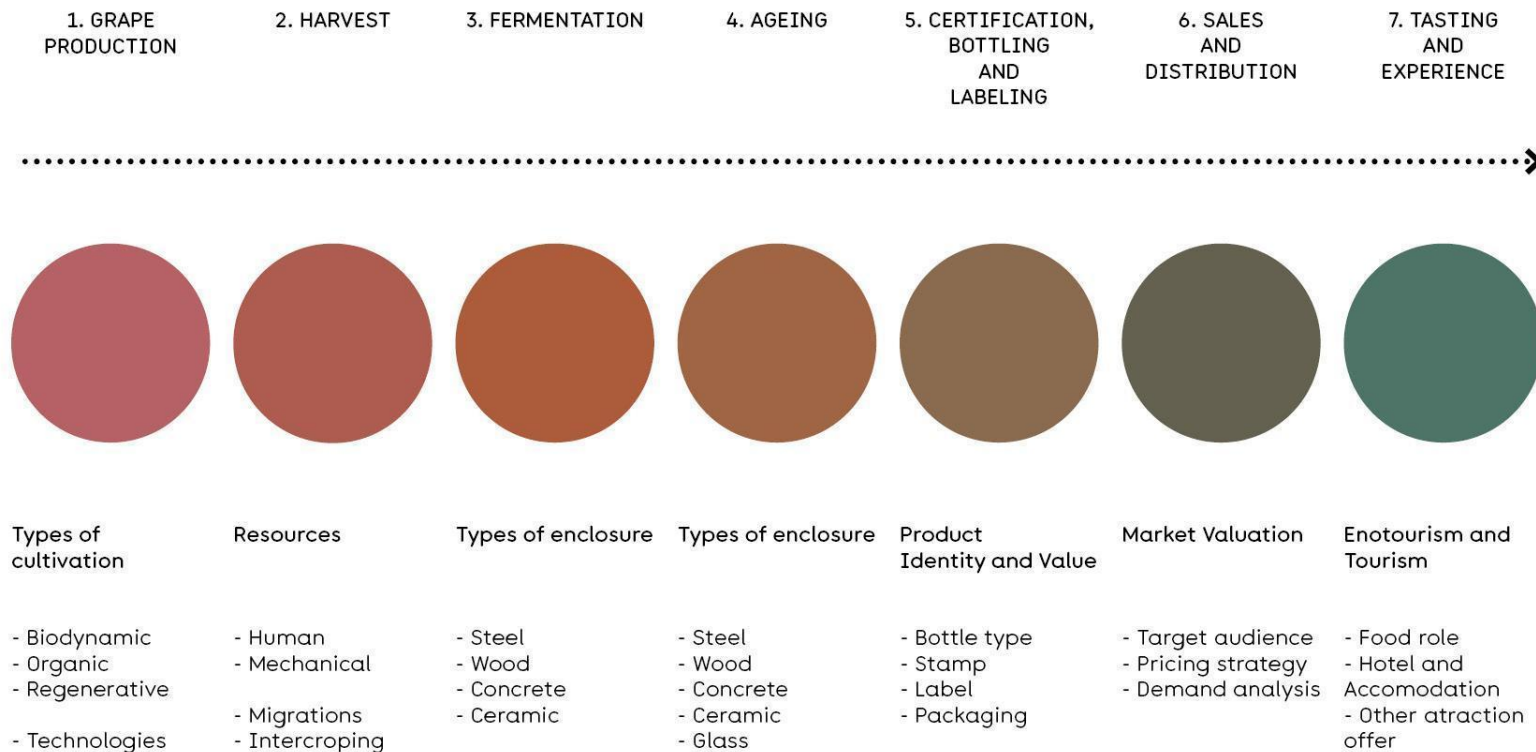 1. GRAPE
PRODUCTION
2. HARVEST
3. FERMENTATION
4. AGEING
5. CERTIFICATION,
BOTTLING
AND
LABELING
6. SALES
AND
DISTRIBUTION
7. TASTING
AND
EXPERIENCE
Types of
cultivation
- Biodynamic
- Organic
- Regenerative
- Technologies
Resources
- Human
- Mechanical
- Migrations
- Intercroping
Types of enclosure
- Steel
- Wood
- Concrete
- Ceramic
Types of enclosure
- Steel
- Wood
- Concrete
- Ceramic
- Glass
Product
Identity and Value
- Bottle type
- Stamp
- Label
- Packaging
Market Valuation
- Target audience
- Pricing strategy
- Demand analysis
Enotourism and
Tourism
- Food role
- Hotel and
Accomodation
- Other atraction
offer